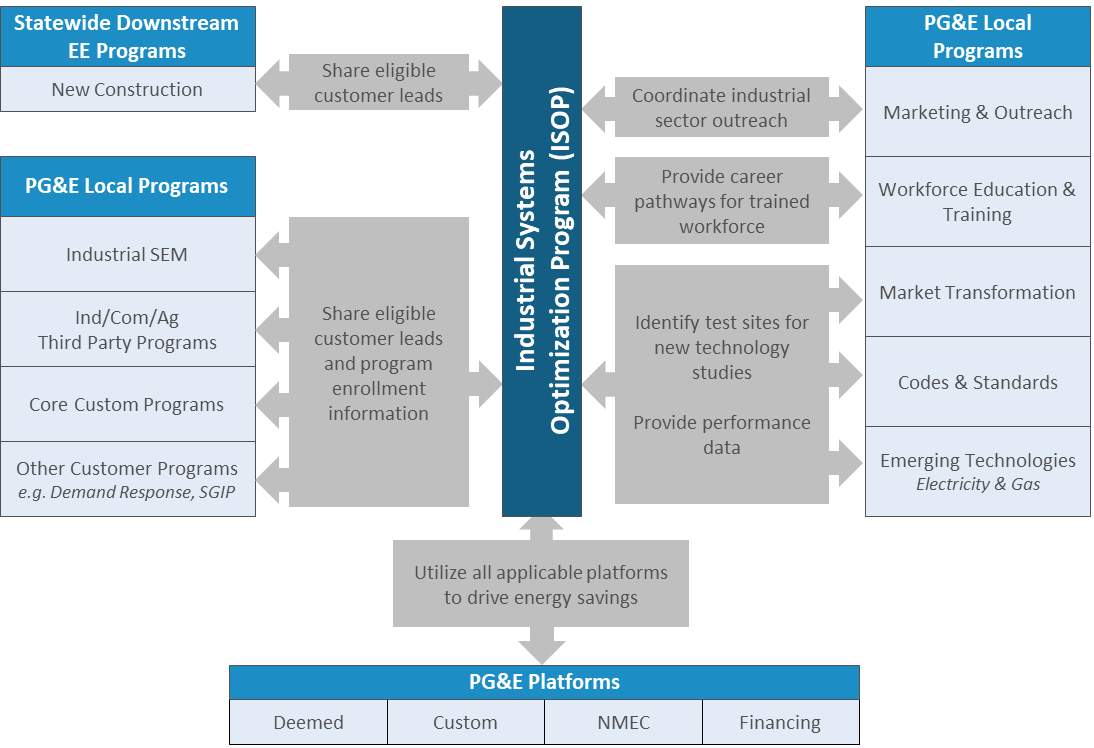 Statewide Downstream
EE Programs
New Construction
Share eligible
customer leads
PG&E Local Programs
Industrial SEM
Ind/Com/Ag
Third Party Programs
Core Custom Programs
Other Customer Programs
e.g. Demand Response, SGIP
Share eligible
customer leads
and program
enrollment
information
Industrial Systems
Optimization Program (ISOP)
Coordinate industrial
sector outreach
Provide career
pathways for trained
workforce
Identify test sites for
new technology
studies
Provide performance
data
PG&E Local
Programs
Marketing & Outreach
Workforce Education &
Training
Market Transformation
Codes & Standards
Emerging Technologies
Electricity & Gas
Utilize all applicable platforms
to drive energy savings
PG&E Platforms
Deemed
Custom
NMEC
Financing